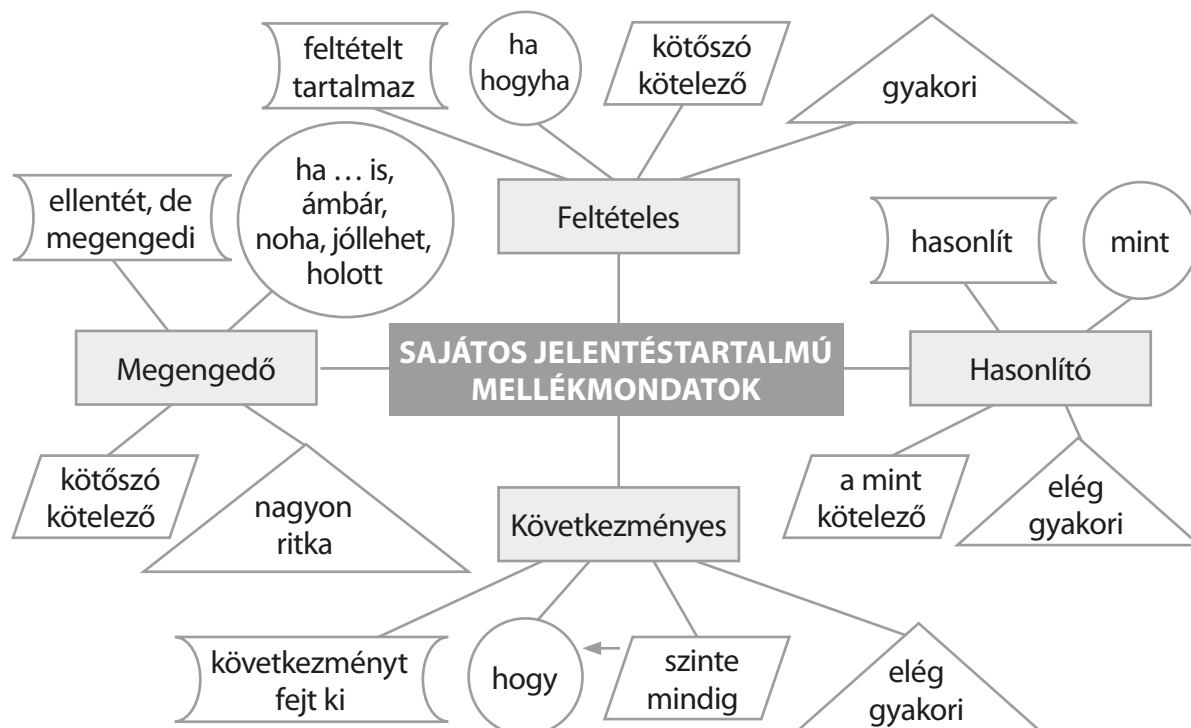 feltételt
tartalmaz
ha
hogyha
kötőszó
kötelező
gyakori
Feltételes
ellentét, de
megengedi
ha … is,
ámbár,
noha, jóllehet,
holott
Megengedő
kötőszó
kötelező
nagyon
ritka
SAJÁTOS JELENTÉSTARTALMÚ
MELLÉKMONDATOK
hasonlít
mint
Hasonlító
a mint
kötelező
elég
gyakori
Következményes
következményt
fejt ki
hogy
szinte
mindig
elég
gyakori